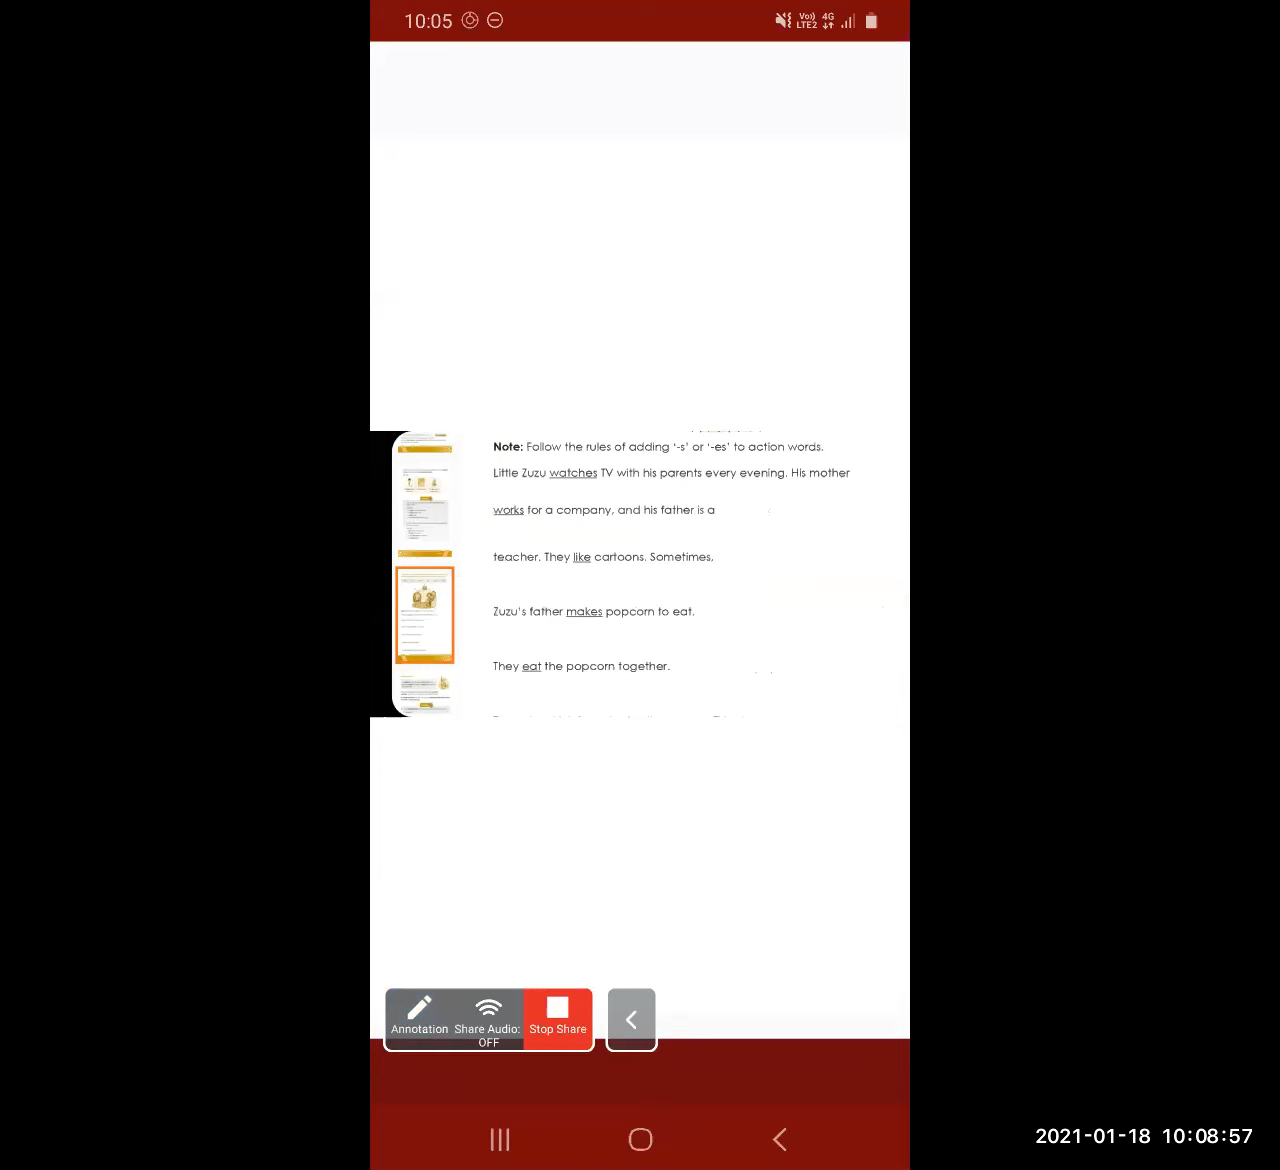 10:05
Vo)) 4G
LTE2
Note: Follow the rules of adding ‘-s’ or ‘-es’ to action words.
Little Zuzu watches TV with his parents every evening. His mother
works for a company, and his father is a
teacher. They like cartoons. Sometimes,
Zuzu's father makes popcorn to eat.
They eat the popcorn together.
Annotation Share Audio: Stop Share
OFF
2021-01-18 10:08:57